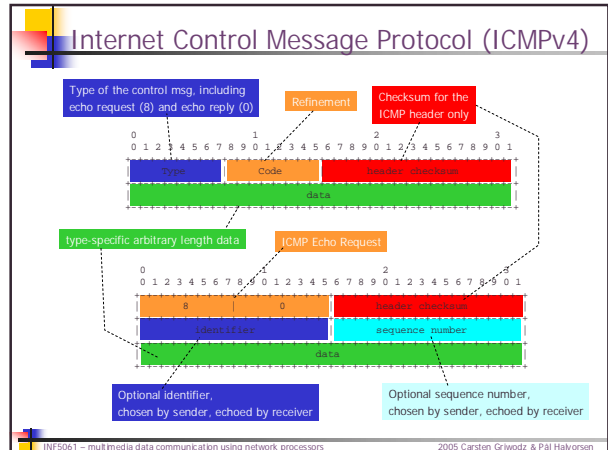 Internet Control Message Protocol (ICMPv4)
Type of the control msg, including
echo request (8) and echo reply (0)
Refinement
Checksum for the
ICMP header only
0 1 2 3
0 1 2 3 4 5 6 7 8 9 0 1 2 3 4 5 6 7 8 9 0 1 2 3 4 5 6 7 8 9 0 1
Type Code header checksum
data
type-specific arbitrary length data
ICMP Echo Request
0 1 2 3
0 1 2 3 4 5 6 7 8 9 0 1 2 3 4 5 6 7 8 9 0 1 2 3 4 5 6 7 8 9 0 1
8 | 0 header checksum
identifier sequence number
data
Optional identifier,
chosen by sender, echoed by receiver
Optional sequence number,
chosen by sender, echoed by receiver
INF5061 – multimedia data communication using network processors
2005 Carsten Griwodz & Pål Halvorsen